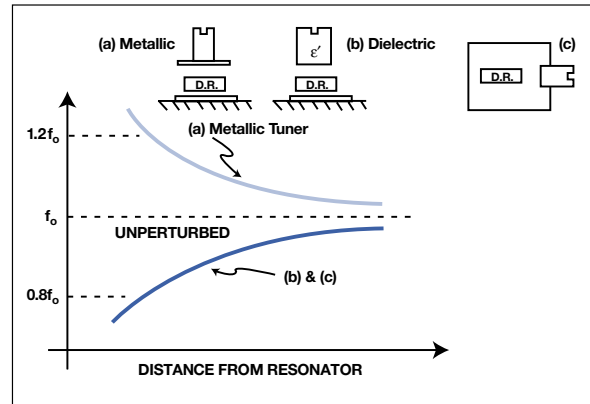 (a) Metallic
(b) Dielectric
(c)
ε′
D.R.
D.R.
D.R.
(a) Metallic Tuner
1.2fo
fo
UNPERTURBED
(b) & (c)
0.8fo
DISTANCE FROM RESONATOR